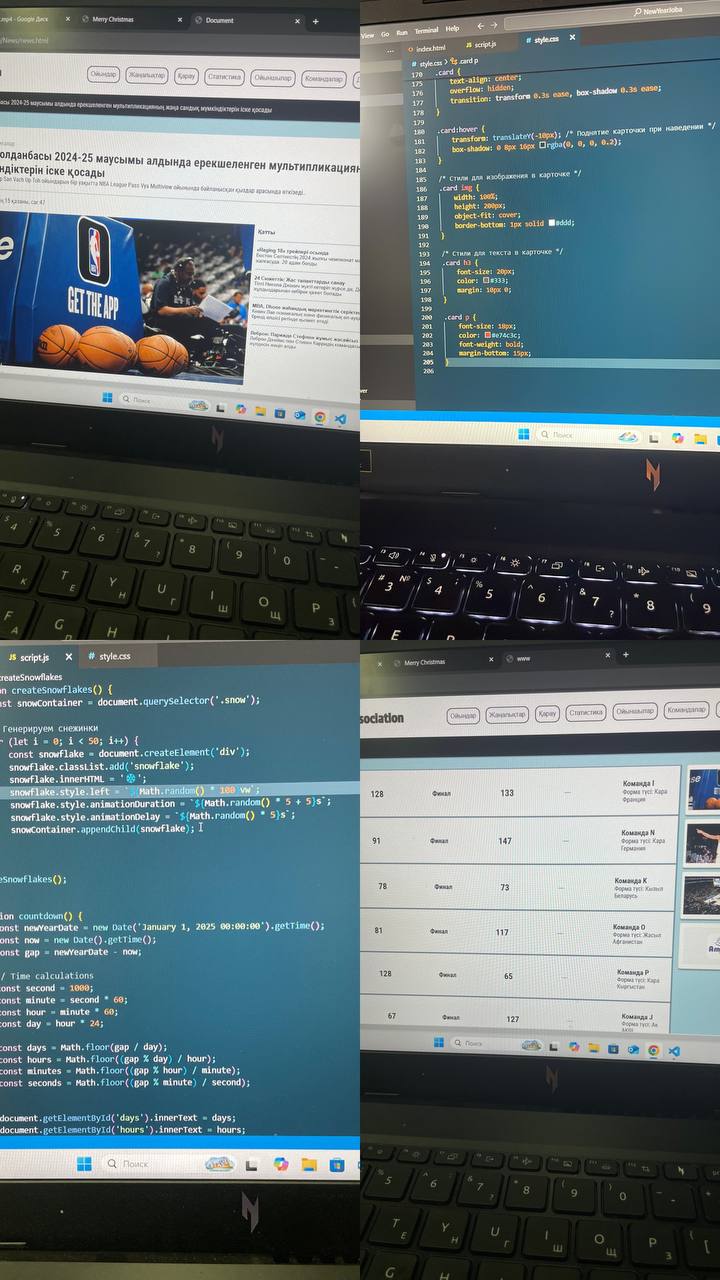 .mp4 - Google Диск
Merry Christmas
Document
/News/news.html
Ойындар
Жаңалықтар
Қарау
Статистика
Ойыншылар
Командалар
2024-25 маусымы алдында ерекшеленген мультипликацияның жаңа сандық мүмкіндіктерін іске қосады
олданбасы 2024-25 маусымы алдында ерекшеленген мультипликациян
ндіктерін іске қосады
Қатты
GET THE APP
Поиск
View Go Run Terminal Help
NewYearJoba
index.html
JS script.js
# style.css
# style.css > .card p
170 .card {
175 text-align: center;
176 overflow: hidden;
177 transition: transform 0.3s ease, box-shadow 0.3s ease;
178 }
179
180 .card:hover {
181 transform: translateY(-10px); /* Поднятие карточки при наведении */
182 box-shadow: 0 8px 16px rgba(0, 0, 0, 0.2);
183 }
184
185 /* Стили для изображения в карточке */
186 .card img {
187 width: 100%;
188 height: 200px;
189 object-fit: cover;
190 border-bottom: 1px solid #ddd;
191 }
192
193 /* Стили для текста в карточке */
194 .card h3 {
195 font-size: 20px;
196 color: #333;
197 margin: 10px 0;
198 }
199
200 .card p {
201 font-size: 18px;
202 color: #e74c3c;
203 font-weight: bold;
204 margin-bottom: 15px;
205 }
206
Поиск
JS script.js
# style.css
createSnowflakes
on createSnowflakes() {
nst snowContainer = document.querySelector('.snow');
Генерируем снежинки
r (let i = 0; i < 50; i++) {
const snowflake = document.createElement('div');
snowflake.classList.add('snowflake');
snowflake.innerHTML = '❄';
snowflake.style.left = `${Math.random() * 100 vw`;
snowflake.style.animationDuration = `${Math.random() * 5 + 5}s`;
snowflake.style.animationDelay = `${Math.random() * 5}s`;
snowContainer.appendChild(snowflake);
eSnowflakes();
ion countdown() {
onst newYearDate = new Date('January 1, 2025 00:00:00').getTime();
onst now = new Date().getTime();
onst gap = newYearDate - now;
/ Time calculations
const second = 1000;
const minute = second * 60;
const hour = minute * 60;
const day = hour * 24;
const days = Math.floor(gap / day);
const hours = Math.floor((gap % day) / hour);
const minutes = Math.floor((gap % hour) / minute);
const seconds = Math.floor((gap % minute) / second);
document.getElementById('days').innerText = days;
document.getElementById('hours').innerText = hours;
Поиск
Merry Christmas
www
sociation
Ойындар
Жаңалықтар
Қарау
Статистика
Ойыншылар
Командалар
128 Финал 133 — Команда I
Форма түсі: Қара
Франция
91 Финал 147 — Команда N
Форма түсі: Қара
Германия
78 Финал 73 — Команда K
Форма түсі: Қызыл
Беларусь
81 Финал 117 — Команда O
Форма түсі: Жасыл
Афганистан
128 Финал 65 — Команда P
Форма түсі: Қара
Кыргыстан
67 Финал 127 — Команда J
Форма түсі: Ақ
Поиск